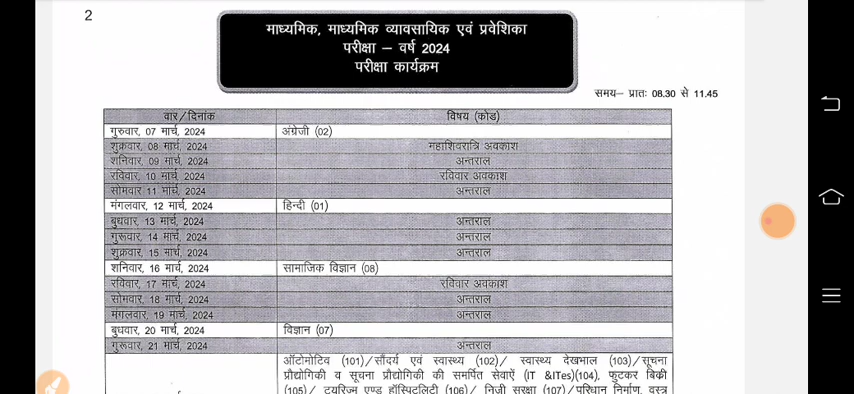 2
माध्यमिक, माध्यमिक व्यावसायिक एवं प्रवेशिका
परीक्षा – वर्ष 2024
परीक्षा कार्यक्रम
समय– प्रातः 08.30 से 11.45
वार/दिनांक विषय (कोड)
गुरुवार, 07 मार्च, 2024 अंग्रेजी (02)
शुक्रवार, 08 मार्च, 2024 महाशिवरात्रि अवकाश
शनिवार, 09 मार्च, 2024 अन्तराल
रविवार, 10 मार्च, 2024 रविवार अवकाश
सोमवार 11 मार्च, 2024 अन्तराल
मंगलवार, 12 मार्च, 2024 हिन्दी (01)
बुधवार, 13 मार्च, 2024 अन्तराल
गुरूवार, 14 मार्च, 2024 अन्तराल
शुक्रवार, 15 मार्च, 2024 अन्तराल
शनिवार, 16 मार्च, 2024 सामाजिक विज्ञान (08)
रविवार, 17 मार्च, 2024 रविवार अवकाश
सोमवार, 18 मार्च, 2024 अन्तराल
मंगलवार, 19 मार्च, 2024 अन्तराल
बुधवार, 20 मार्च, 2024 विज्ञान (07)
गुरूवार, 21 मार्च, 2024 अन्तराल
ऑटोमोटिव (101)/सौंदर्य एवं स्वास्थ्य (102)/ स्वास्थ्य देखभाल (103)/सूचना
प्रौद्योगिकी व सूचना प्रौद्योगिकी की समर्पित सेवाऐं (IT &ITes)(104), फुटकर बिक्री
(105)/ टयूरिज्म एण्ड हॉस्पिटलिटी (106)/ निजी सुरक्षा (107)/परिधान निर्माण, वस्त्र